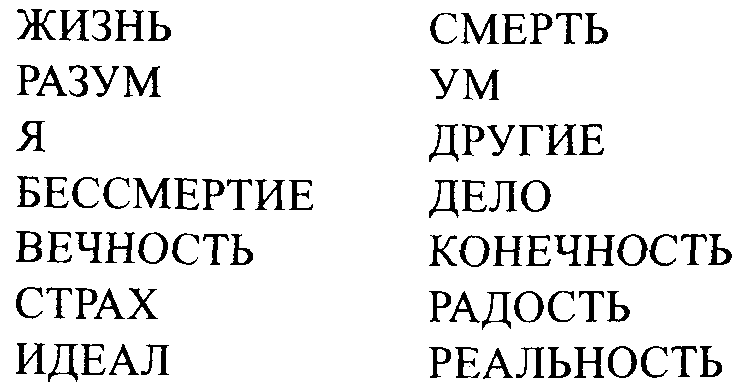 ЖИЗНЬ СМЕРТЬ
РАЗУМ УМ
Я ДРУГИЕ
БЕССМЕРТИЕ ДЕЛО
ВЕЧНОСТЬ КОНЕЧНОСТЬ
СТРАХ РАДОСТЬ
ИДЕАЛ РЕАЛЬНОСТЬ